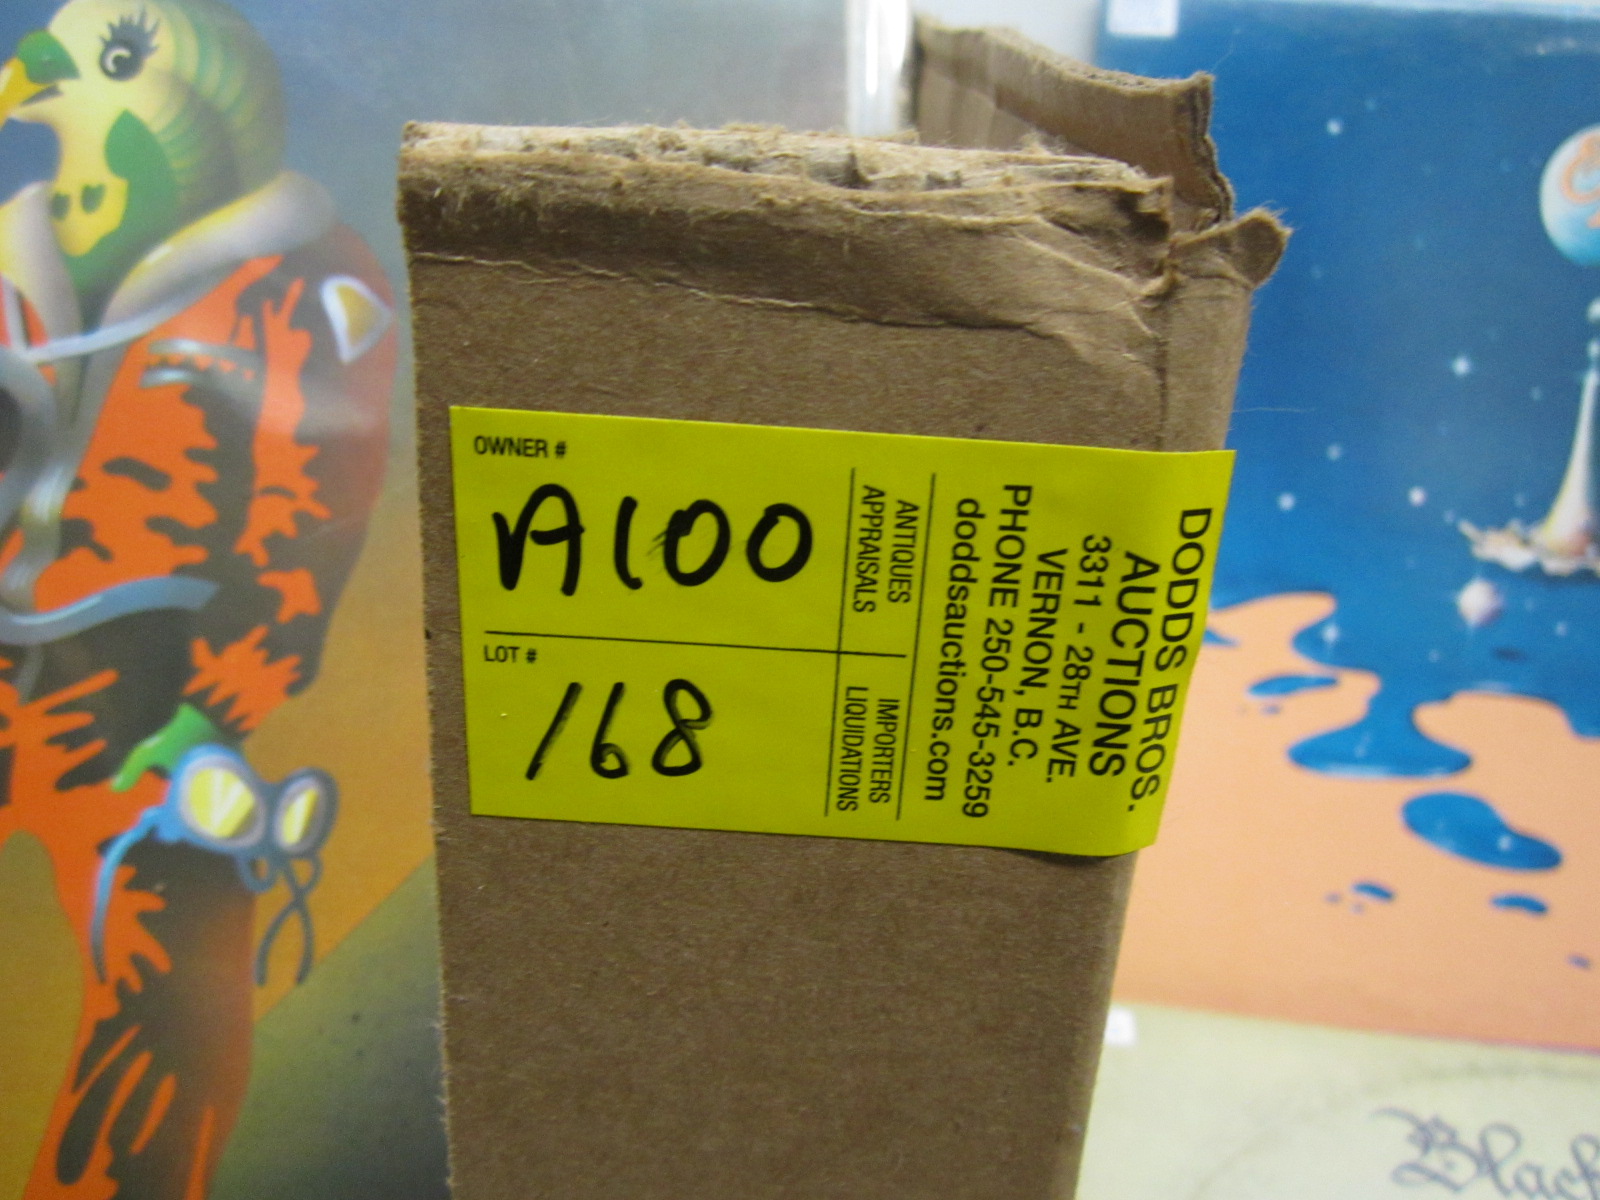 OWNER #
A100
LOT #
168
ANTIQUES
APPRAISALS
IMPORTERS
LIQUIDATIONS
DODDS BROS.
AUCTIONS
3311 - 28TH AVE.
VERNON, B.C.
PHONE 250-545-3259
doddsauctions.com
Black